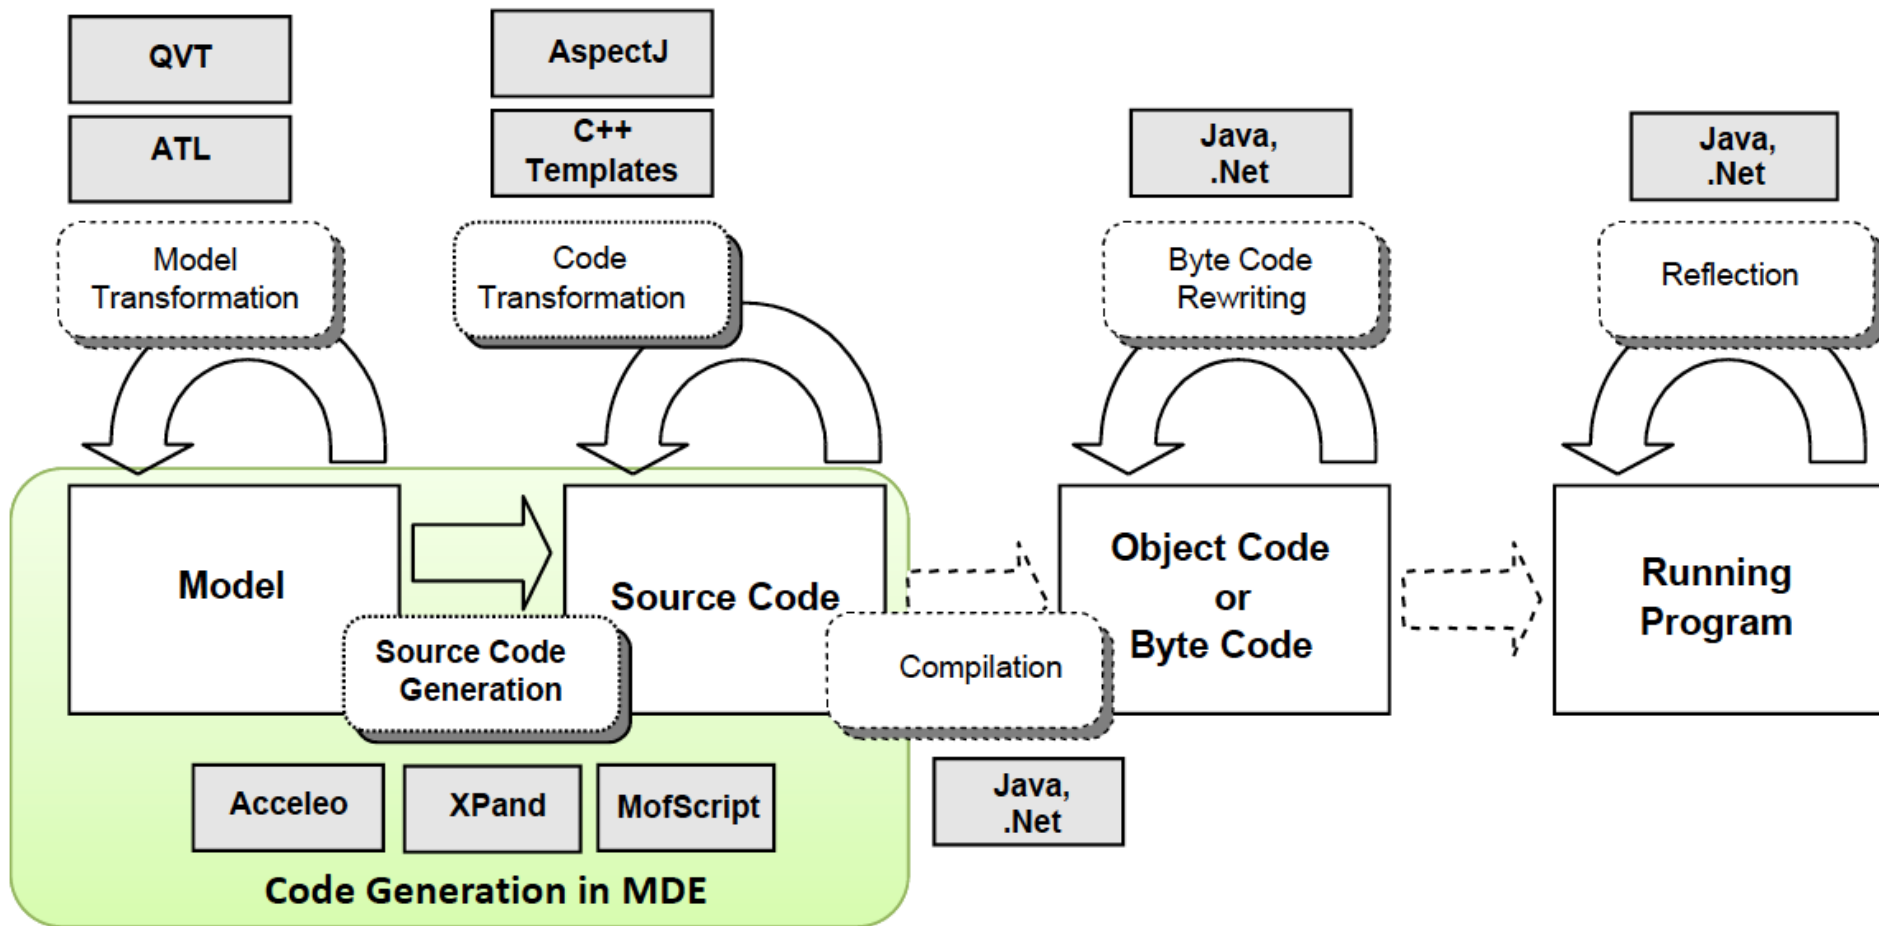 QVT
ATL
AspectJ
C++
Templates
Java,
.Net
Java,
.Net
Model
Transformation
Code
Transformation
Byte Code
Rewriting
Reflection
Model
Source Code
Object Code
or
Byte Code
Running
Program
Source Code
Generation
Compilation
Acceleo
XPand
MofScript
Java,
.Net
Code Generation in MDE